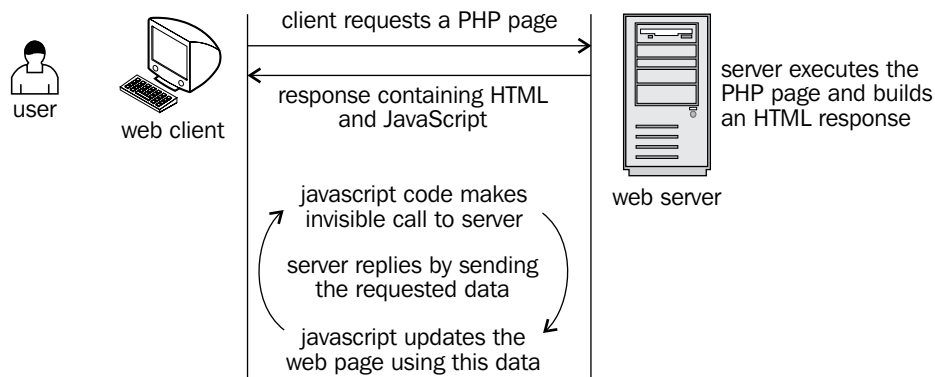 client requests a PHP page
user
web client
response containing HTML
and JavaScript
server executes the
PHP page and builds
an HTML response
web server
javascript code makes
invisible call to server
server replies by sending
the requested data
javascript updates the
web page using this data